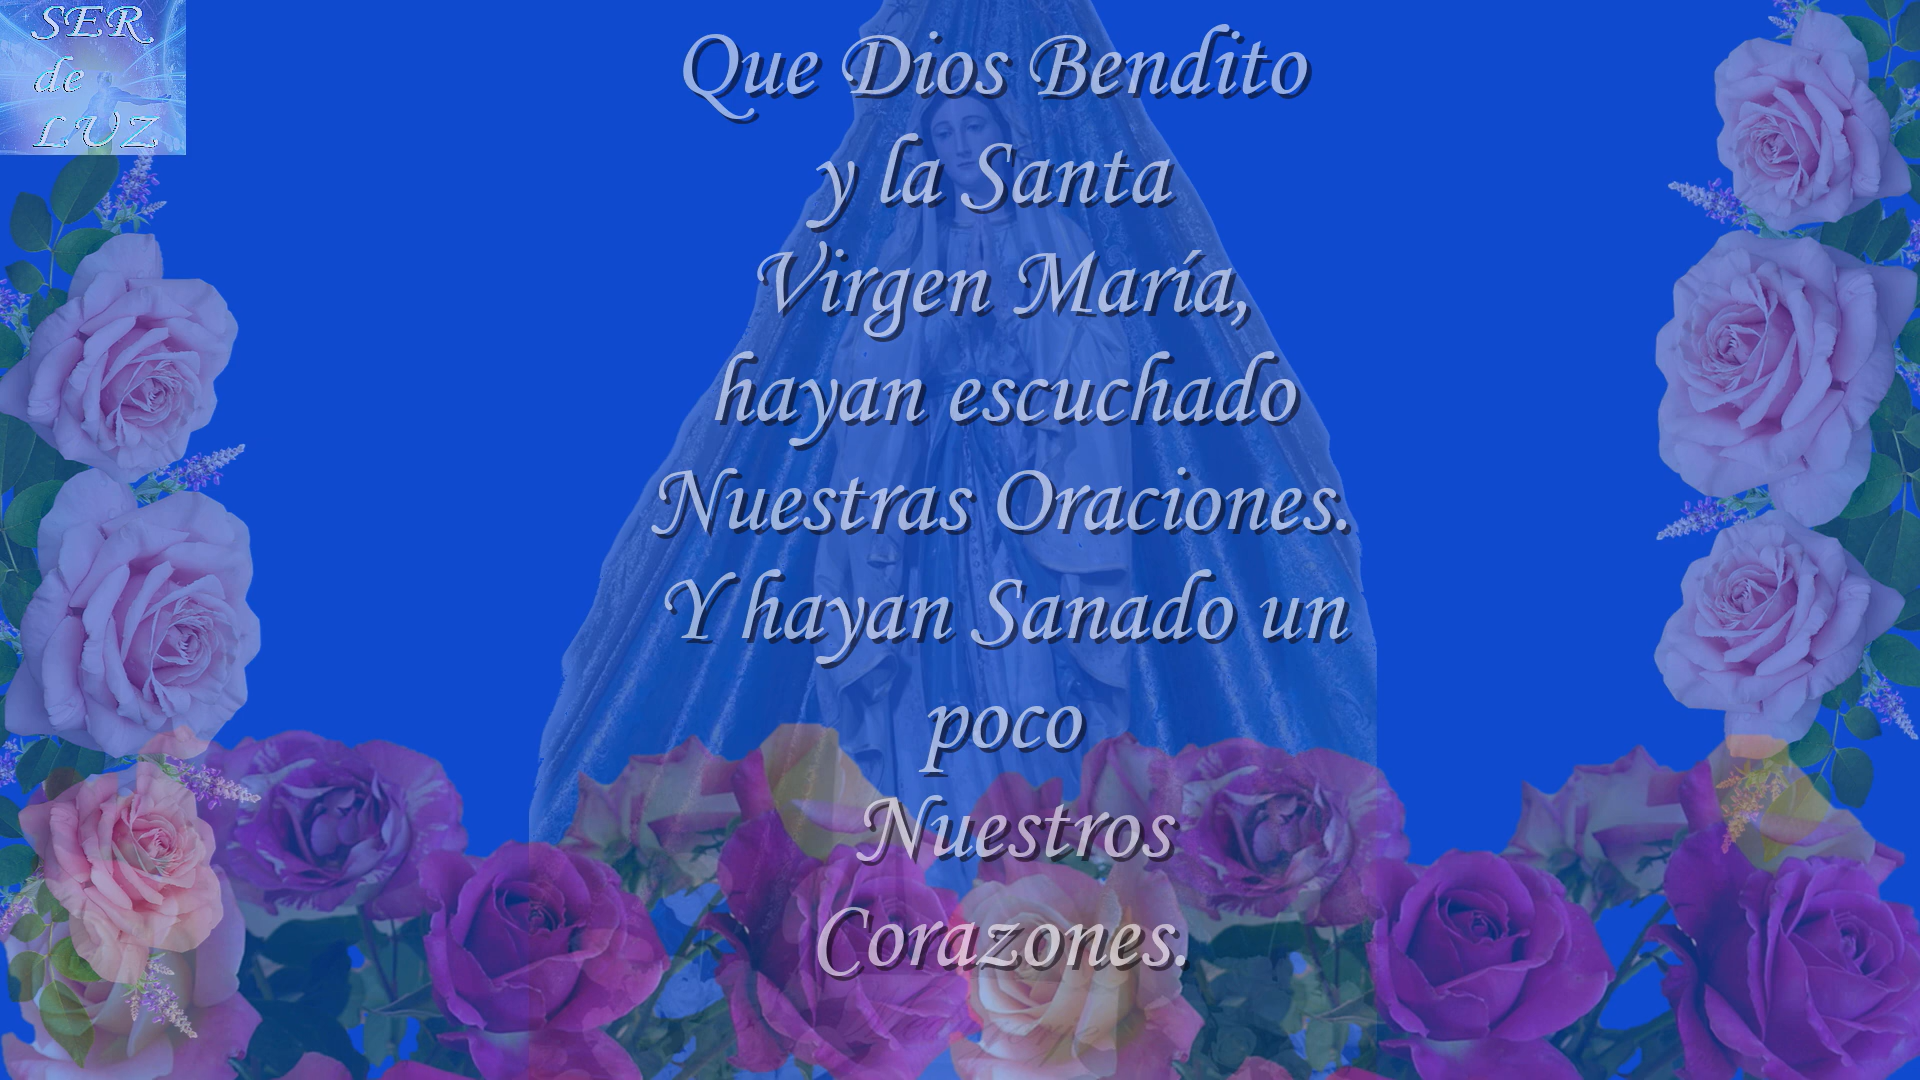 SER
de
LUZ
Que Dios Bendito
y la Santa
Virgen María,
hayan escuchado
Nuestras Oraciones.
Y hayan Sanado un
poco
Nuestros
Corazones.